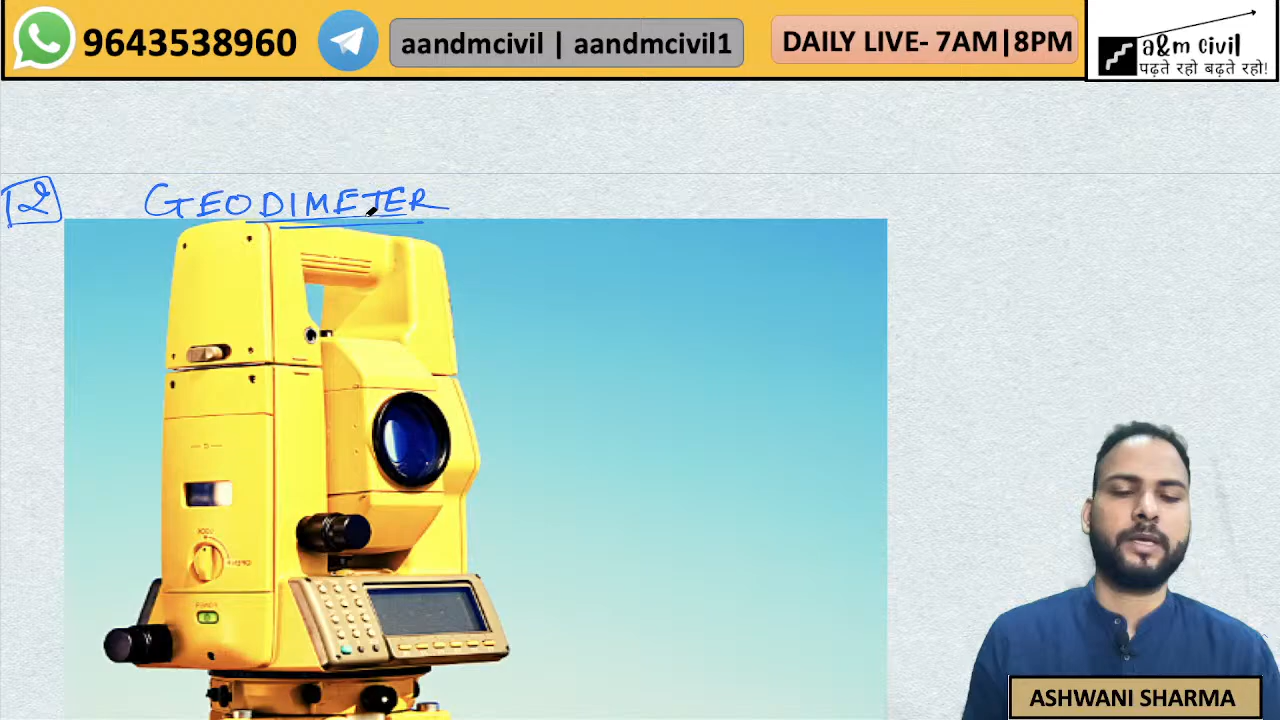 9643538960
aandmcivil | aandmcivil1
DAILY LIVE- 7AM|8PM
a&m civil
पढ़ते रहो बढ़ते रहो!
12 GEODIMETER
ASHWANI SHARMA